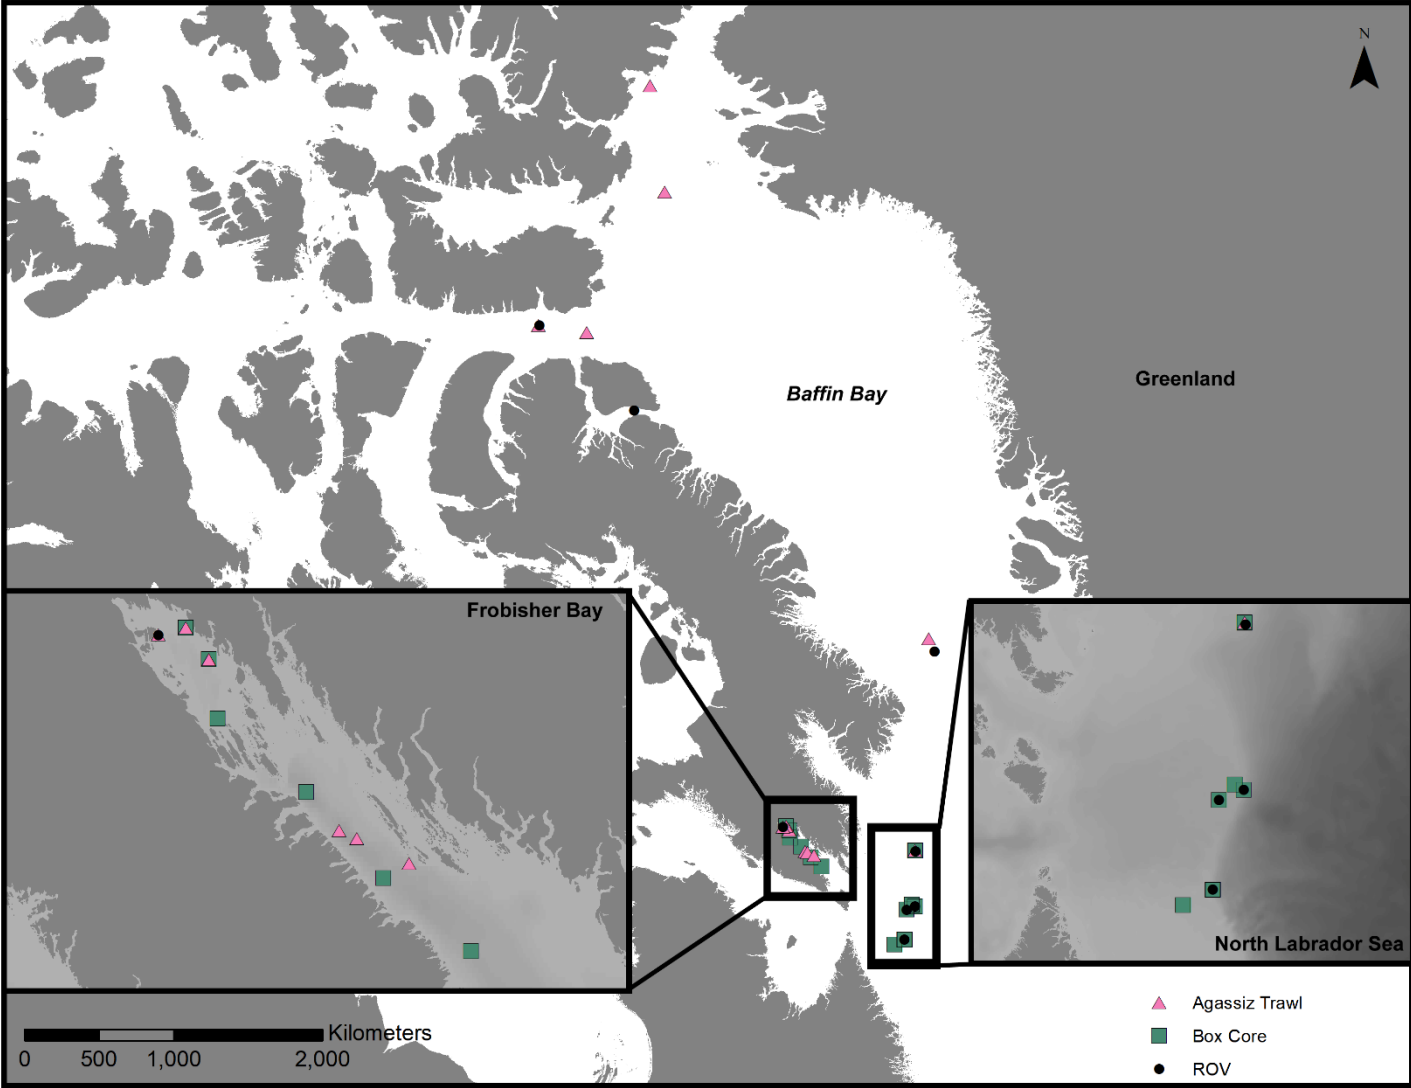 N
Greenland
Baffin Bay
Frobisher Bay
North Labrador Sea
Agassiz Trawl
Box Core
ROV
Kilometers
0 500 1,000 2,000